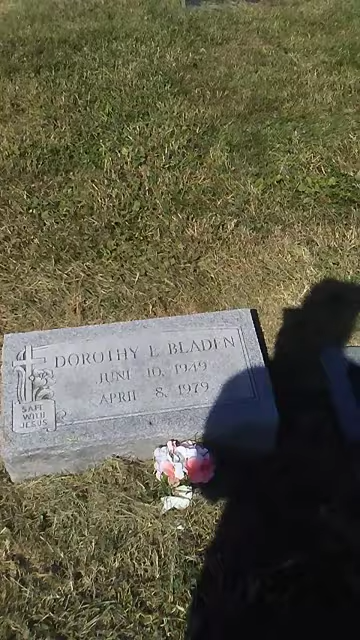 DOROTHY E BLADEN
JUNE 10, 1949
APRIL 8, 1979
SAFE
WITH
JESUS